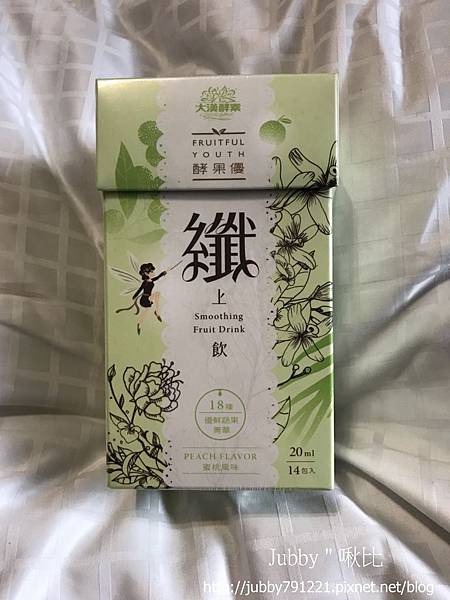 大漢酵素
FRUITFUL
YOUTH
酵果優
纖
上
Smoothing
Fruit Drink
飲
18種
優鮮蔬果
菁華
PEACH FLAVOR
蜜桃風味
20ml
14包入
Jubby " 啾比
http://jubby791221.pixnet.net/blog